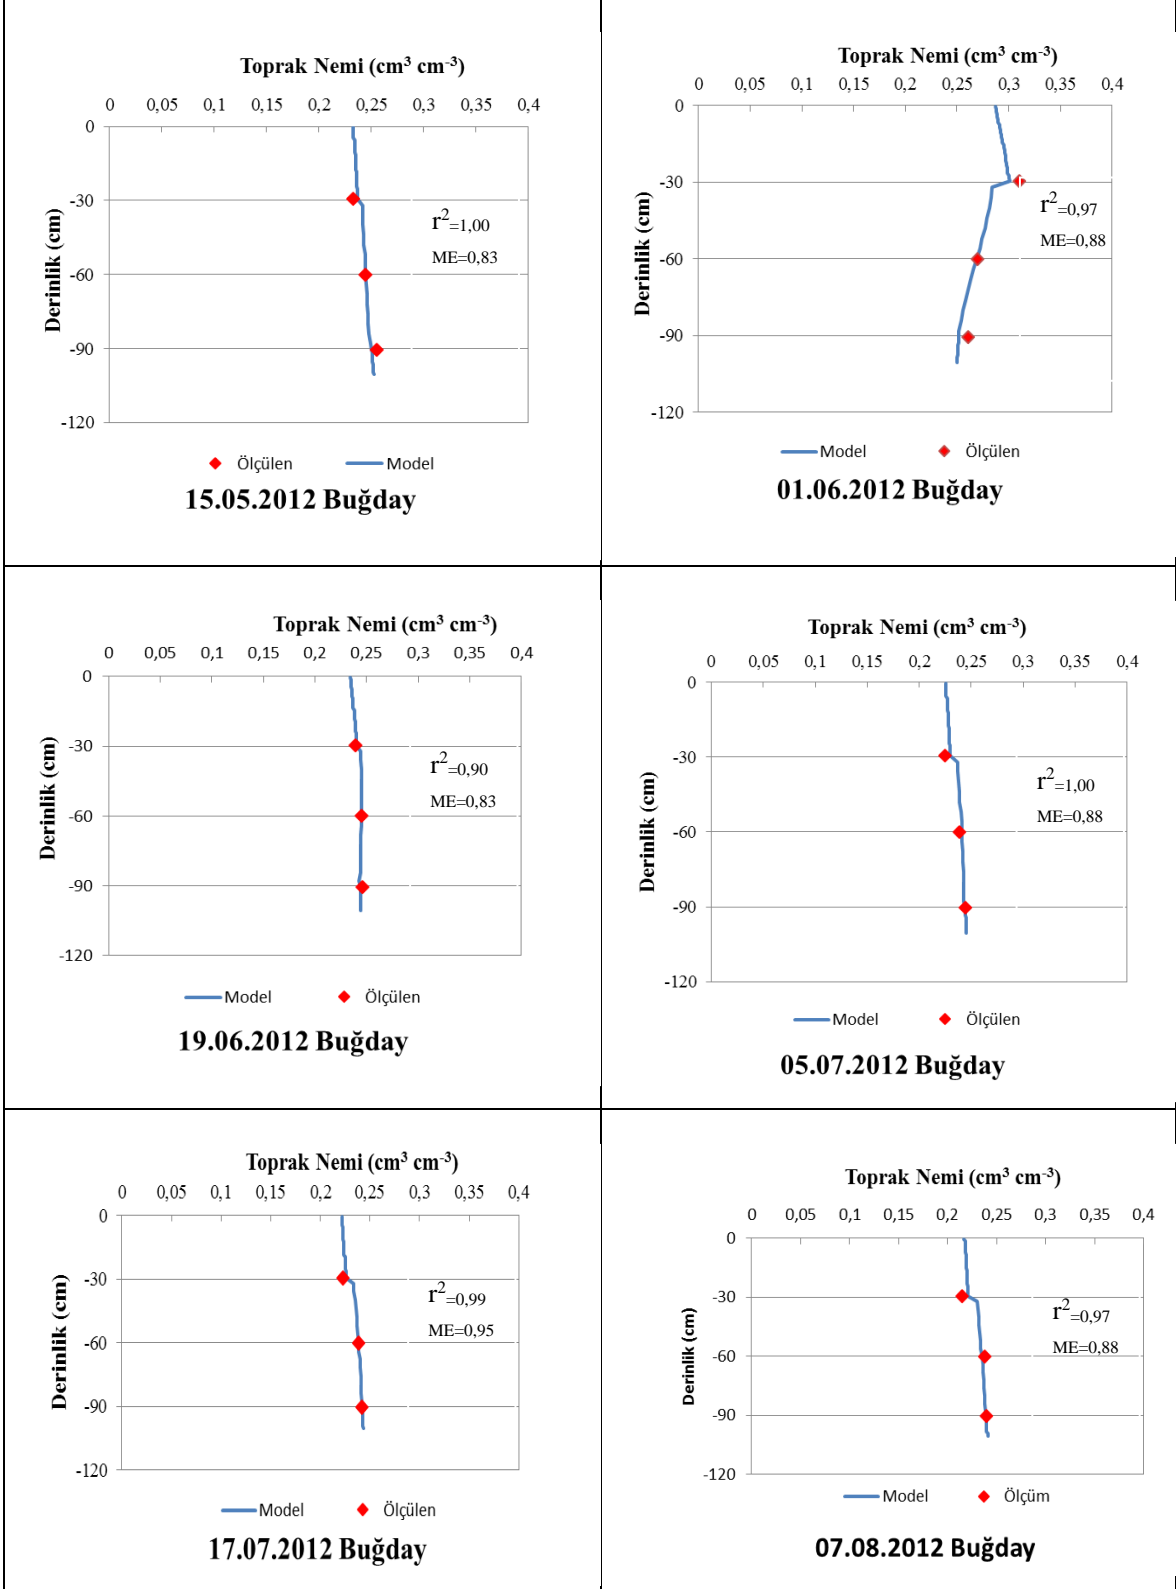 Toprak Nemi (cm³ cm⁻³)
0 0,05 0,1 0,15 0,2 0,25 0,3 0,35 0,4
0
-30
-60
-90
-120
Derinlik (cm)
r²=1,00
ME=0,83
Ölçülen Model
15.05.2012 Buğday
Toprak Nemi (cm³ cm⁻³)
0 0,05 0,1 0,15 0,2 0,25 0,3 0,35 0,4
0
-30
-60
-90
-120
Derinlik (cm)
r²=0,97
ME=0,88
Model Ölçülen
01.06.2012 Buğday
Toprak Nemi (cm³ cm⁻³)
0 0,05 0,1 0,15 0,2 0,25 0,3 0,35 0,4
0
-30
-60
-90
-120
Derinlik (cm)
r²=0,90
ME=0,83
Model Ölçülen
19.06.2012 Buğday
Toprak Nemi (cm³ cm⁻³)
0 0,05 0,1 0,15 0,2 0,25 0,3 0,35 0,4
0
-30
-60
-90
-120
Derinlik (cm)
r²=1,00
ME=0,88
Model Ölçülen
05.07.2012 Buğday
Toprak Nemi (cm³ cm⁻³)
0 0,05 0,1 0,15 0,2 0,25 0,3 0,35 0,4
0
-30
-60
-90
-120
Derinlik (cm)
r²=0,99
ME=0,95
Model Ölçülen
17.07.2012 Buğday
Toprak Nemi (cm³ cm⁻³)
0 0,05 0,1 0,15 0,2 0,25 0,3 0,35 0,4
0
-30
-60
-90
-120
Derinlik (cm)
r²=0,97
ME=0,88
Model Ölçüm
07.08.2012 Buğday